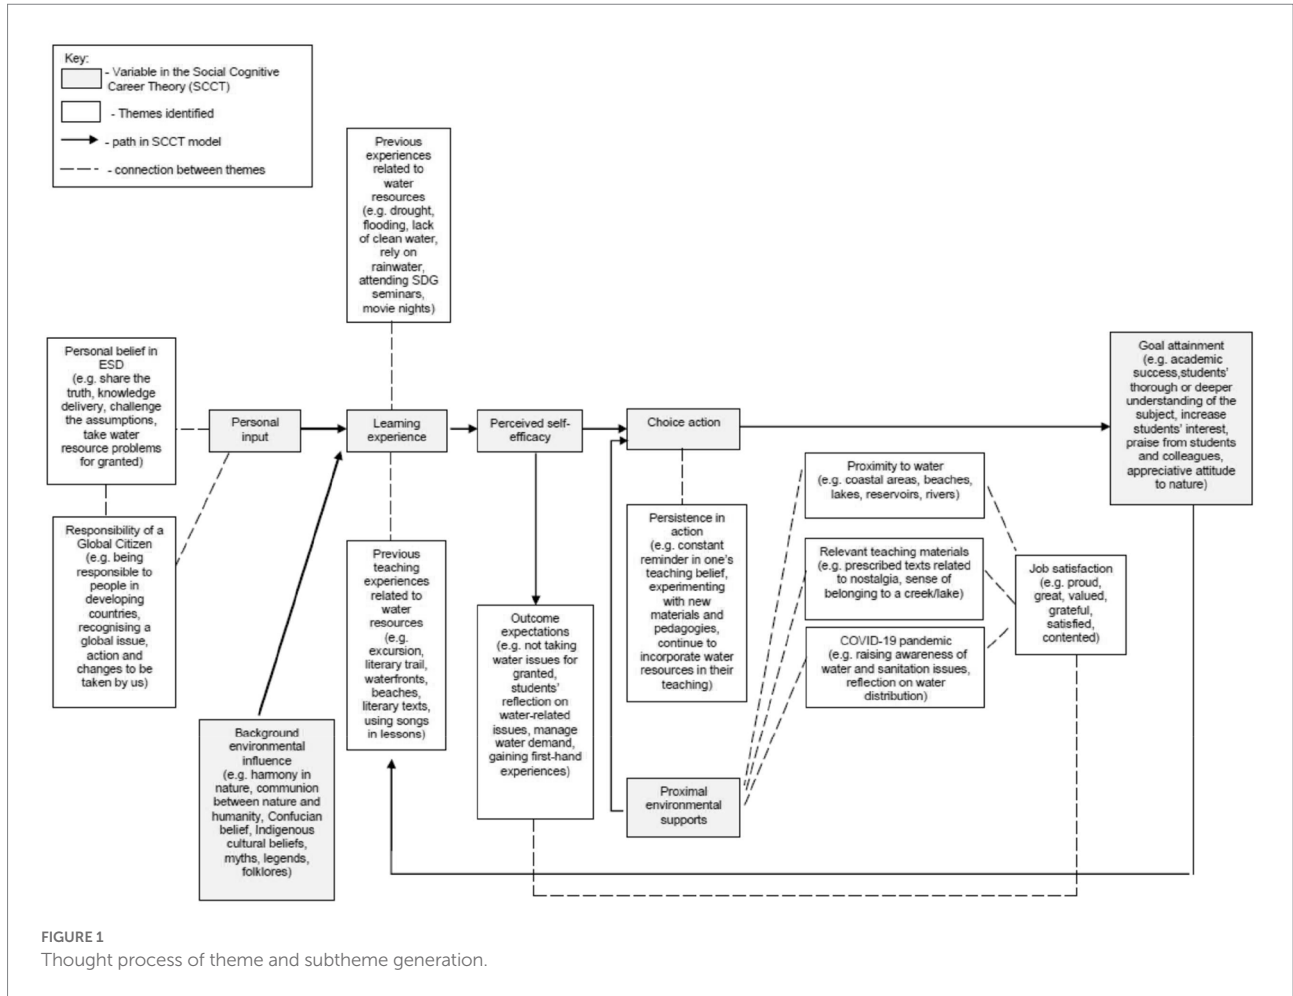 Key:
- Variable in the Social Cognitive
Career Theory (SCCT)
- Themes identified
- path in SCCT model
- connection between themes
Previous
experiences
related to
water
resources
(e.g. drought,
flooding, lack
of clean water,
rely on
rainwater,
attending SDG
seminars,
movie nights)
Personal belief in
ESD
(e.g. share the
truth, knowledge
delivery, challenge
the assumptions,
take water
resource problems
for granted)
Responsibility of a
Global Citizen
(e.g. being
responsible to
people in
developing
countries,
recognising a
global issue,
action and
changes to be
taken by us)
Personal
input
Background
environmental
influence
(e.g. harmony in
nature, communion
between nature and
humanity, Confucian
belief, Indigenous
cultural beliefs,
myths, legends,
folklores)
Learning
experience
Previous
teaching
experiences
related to
water
resources
(e.g.
excursion,
literary trail,
waterfronts,
beaches,
literary texts,
using songs
in lessons)
Perceived self-
efficacy
Outcome
expectations
(e.g. not taking
water issues for
granted,
students'
reflection on
water-related
issues, manage
water demand,
gaining first-hand
experiences)
Choice action
Persistence in
action
(e.g. constant
reminder in one's
teaching belief,
experimenting
with new
materials and
pedagogies,
continue to
incorporate water
resources in their
teaching)
Proximal
environmental
supports
Proximity to water
(e.g. coastal areas, beaches,
lakes, reservoirs, rivers)
Relevant teaching materials
(e.g. prescribed texts related
to nostalgia, sense of
belonging to a creek/lake)
COVID-19 pandemic
(e.g. raising awareness of
water and sanitation issues,
reflection on water
distribution)
Job satisfaction
(e.g. proud,
great, valued,
grateful,
satisfied,
contented)
Goal attainment
(e.g. academic
success,students'
thorough or deeper
understanding of the
subject, increase
students' interest,
praise from students
and colleagues,
appreciative attitude
to nature)
FIGURE 1
Thought process of theme and subtheme generation.